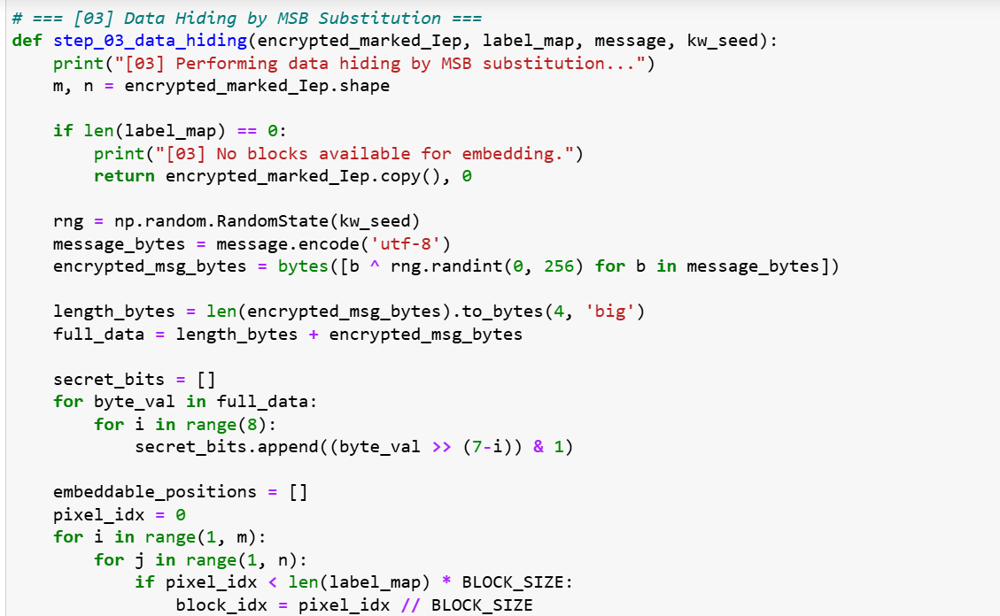 # === [03] Data Hiding by MSB Substitution ===
def step_03_data_hiding(encrypted_marked_Iep, label_map, message, kw_seed):
    print("[03] Performing data hiding by MSB substitution...")
    m, n = encrypted_marked_Iep.shape

    if len(label_map) == 0:
        print("[03] No blocks available for embedding.")
        return encrypted_marked_Iep.copy(), 0

    rng = np.random.RandomState(kw_seed)
    message_bytes = message.encode('utf-8')
    encrypted_msg_bytes = bytes([b ^ rng.randint(0, 256) for b in message_bytes])

    length_bytes = len(encrypted_msg_bytes).to_bytes(4, 'big')
    full_data = length_bytes + encrypted_msg_bytes

    secret_bits = []
    for byte_val in full_data:
        for i in range(8):
            secret_bits.append((byte_val >> (7-i)) & 1)

    embeddable_positions = []
    pixel_idx = 0
    for i in range(1, m):
        for j in range(1, n):
            if pixel_idx < len(label_map) * BLOCK_SIZE:
                block_idx = pixel_idx // BLOCK_SIZE